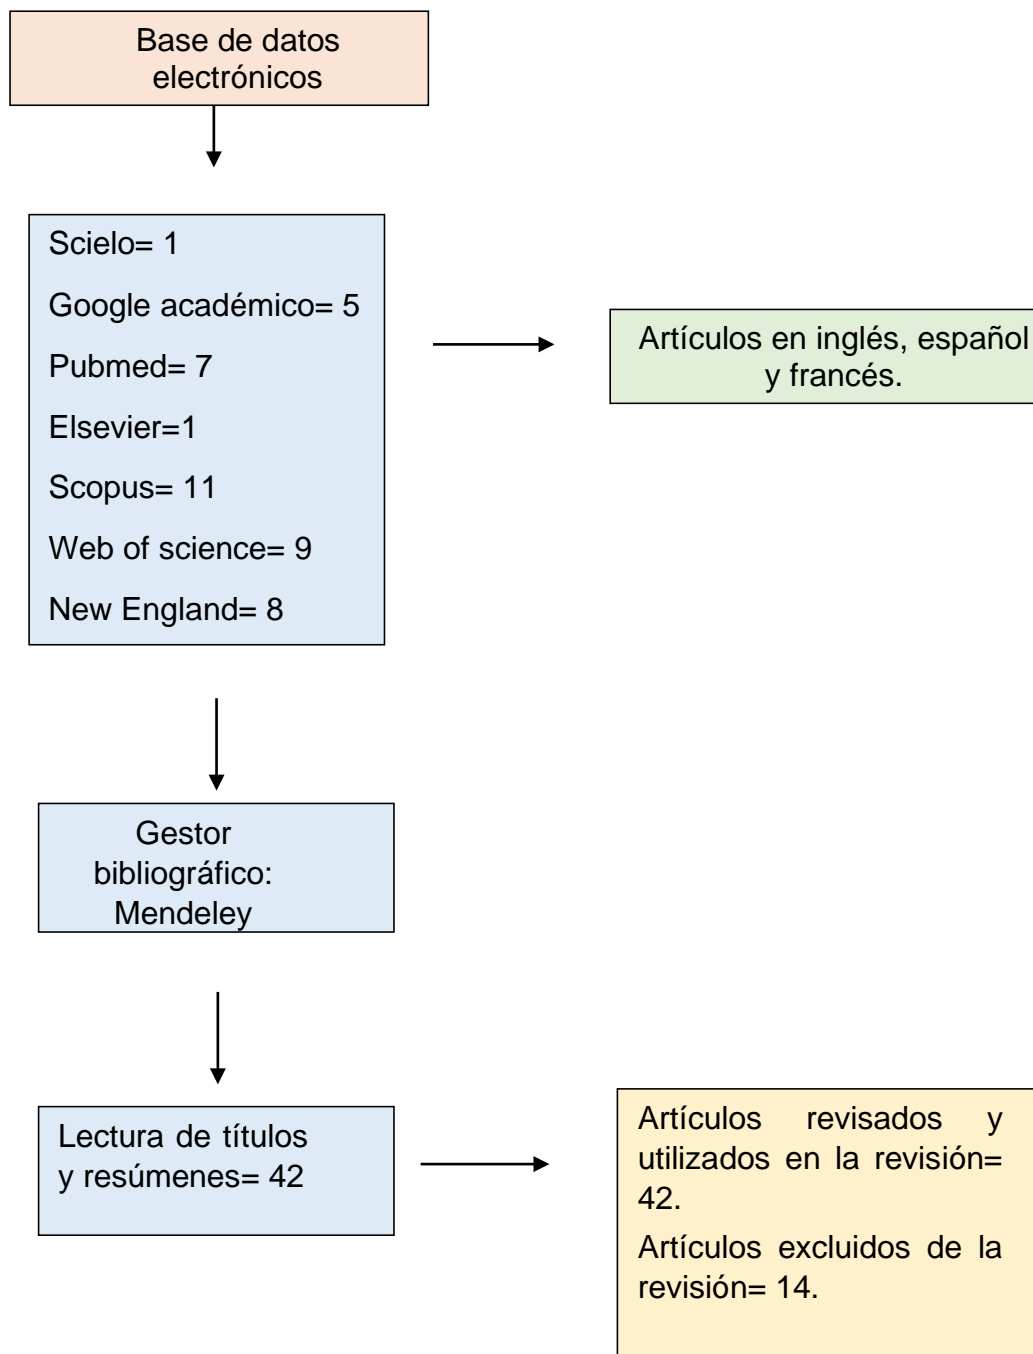 Base de datos
electrónicos
Scielo= 1
Google académico= 5
Pubmed= 7
Elsevier=1
Scopus= 11
Web of science= 9
New England= 8
Artículos en inglés, español
y francés.
Gestor
bibliográfico:
Mendeley
Lectura de títulos
y resúmenes= 42
Artículos revisados y
utilizados en la revisión=
42.
Artículos excluidos de la
revisión= 14.